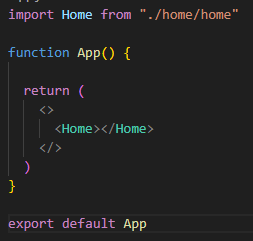 import Home from "./home/home"
function App() {
return (
<>
<Home></Home>
</>
)
}
export default App